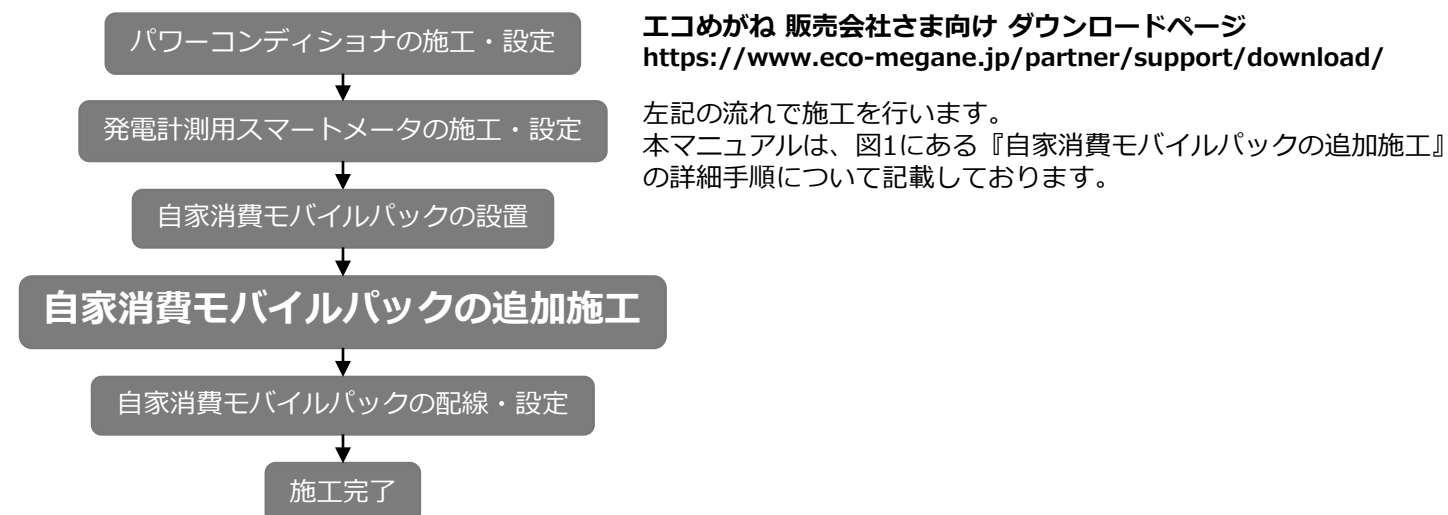 パワーコンディショナの施工・設定
発電計測用スマートメータの施工・設定
自家消費モバイルパックの設置
自家消費モバイルパックの追加施工
自家消費モバイルパックの配線・設定
施工完了
エコめがね 販売会社さま向け ダウンロードページ
https://www.eco-megane.jp/partner/support/download/
左記の流れで施工を行います。
本マニュアルは、図1にある『自家消費モバイルパックの追加施工』
の詳細手順について記載しております。